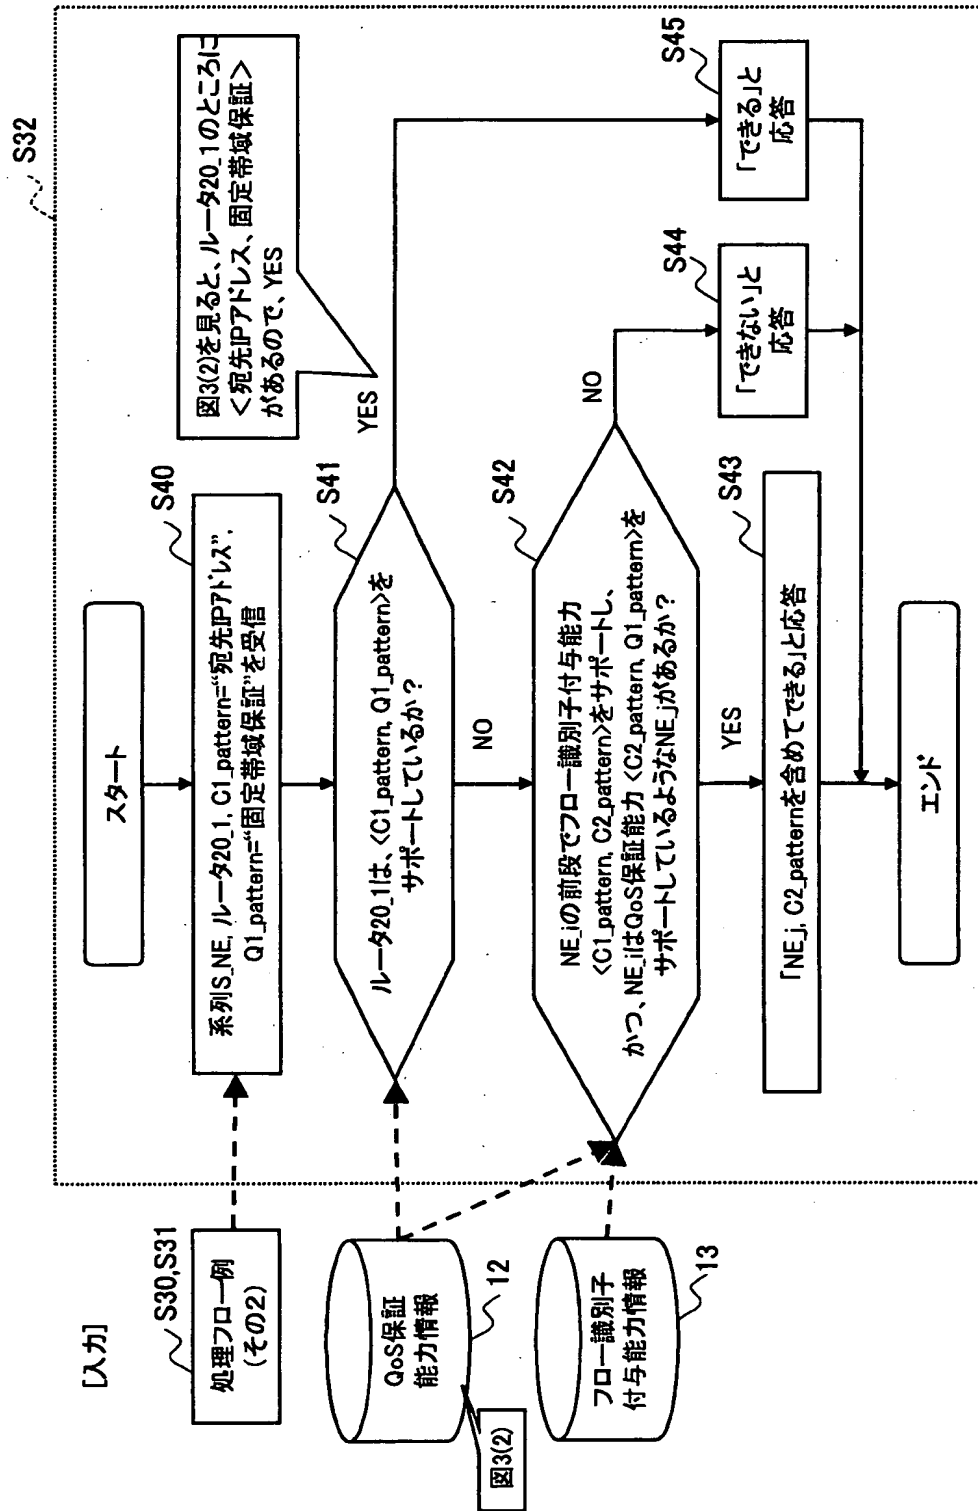 S32
[入力]
S30,S31
処理フロー例
(その2)
QoS保証
能力情報
12
図3(2)
フロー識別子
付与能力情報
13
スタート
S40
系列S_NE, ルータ20_1, C1_pattern=“宛先IPアドレス”,
Q1_pattern=“固定帯域保証”を受信
S41
ルータ20_1は、<C1_pattern, Q1_pattern>を
サポートしているか?
YES
図3(2)を見ると、ルータ20_1のところに
<宛先IPアドレス、固定帯域保証>
があるので、YES
NO
S42
NE_iの前段でフロー識別子付与能力
<C1_pattern, C2_pattern>をサポートし、
かつ、NE_iはQoS保証能力 <C2_pattern, Q1_pattern>を
サポートしているようなNE_jがあるか?
NO
YES
S43
「NE_j, C2_patternを含めてできる」と応答
S44
「できない」と
応答
S45
「できる」と
応答
エンド